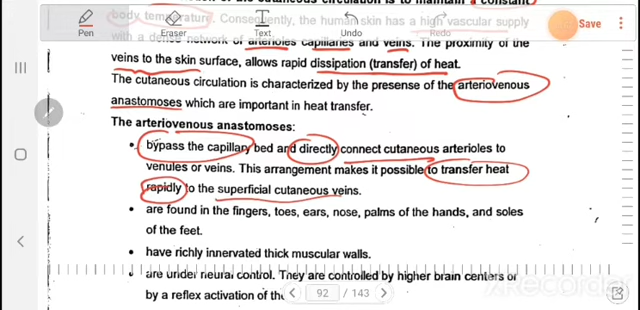 body temperature. Consequently, the human skin has a high vascular supply
with a dense network of arterioles capillaries and veins. The proximity of the
veins to the skin surface, allows rapid dissipation (transfer) of heat.
The cutaneous circulation is characterized by the presense of the arteriovenous
anastomoses which are important in heat transfer.
The arteriovenous anastomoses:
• bypass the capillary bed and directly connect cutaneous arterioles to
venules or veins. This arrangement makes it possible to transfer heat
rapidly to the superficial cutaneous veins.
• are found in the fingers, toes, ears, nose, palms of the hands, and soles
of the feet.
• have richly innervated thick muscular walls.
• are under neural control. They are controlled by higher brain centers or
by a reflex activation of the
Pen
Eraser
Text
Undo
Redo
Save
92 / 143
XRecorder